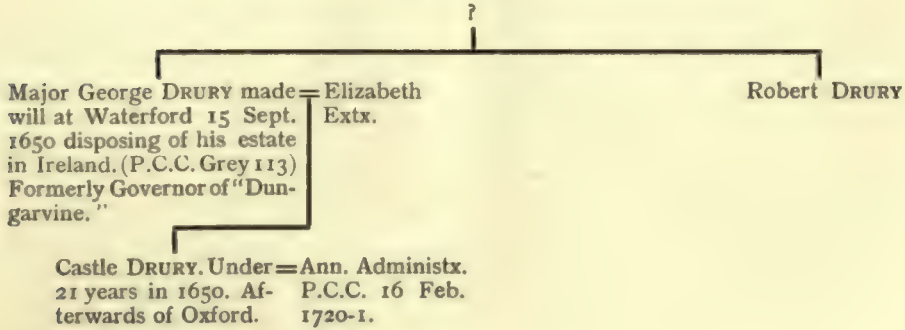 ?
Major George DRURY made = Elizabeth
will at Waterford 15 Sept. Extx.
1650 disposing of his estate
in Ireland. (P.C.C. Grey 113)
Formerly Governor of "Dun-
garvine."
Robert DRURY
Castle DRURY. Under = Ann. Administx.
21 years in 1650. Af- P.C.C. 16 Feb.
terwards of Oxford. 1720-1.